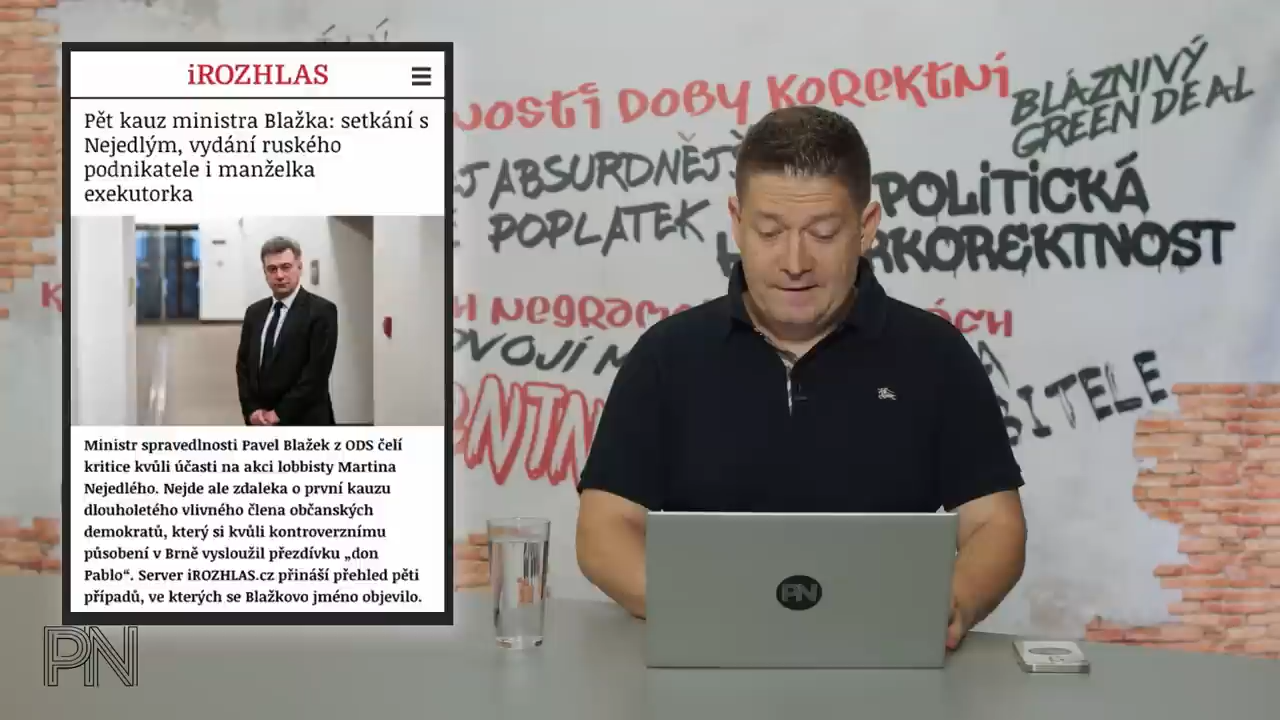 iROZHLAS
Pět kauz ministra Blažka: setkání s
Nejedlým, vydání ruského
podnikatele i manželka
exekutorka
Ministr spravedlnosti Pavel Blažek z ODS čelí
kritice kvůli účasti na akci lobbisty Martina
Nejedlého. Nejde ale zdaleka o první kauzu
dlouholetého vlivného člena občanských
demokratů, který si kvůli kontroverznímu
působení v Brně vysloužil přezdívku „don
Pablo“. Server iROZHLAS.cz přináší přehled pěti
případů, ve kterých se Blažkovo jméno objevilo.
PN
DOBY KOREKTNÍ
BLÁZNIVÝ
GREEN DEAL
POPLATEK
POLITICKÁ
PN